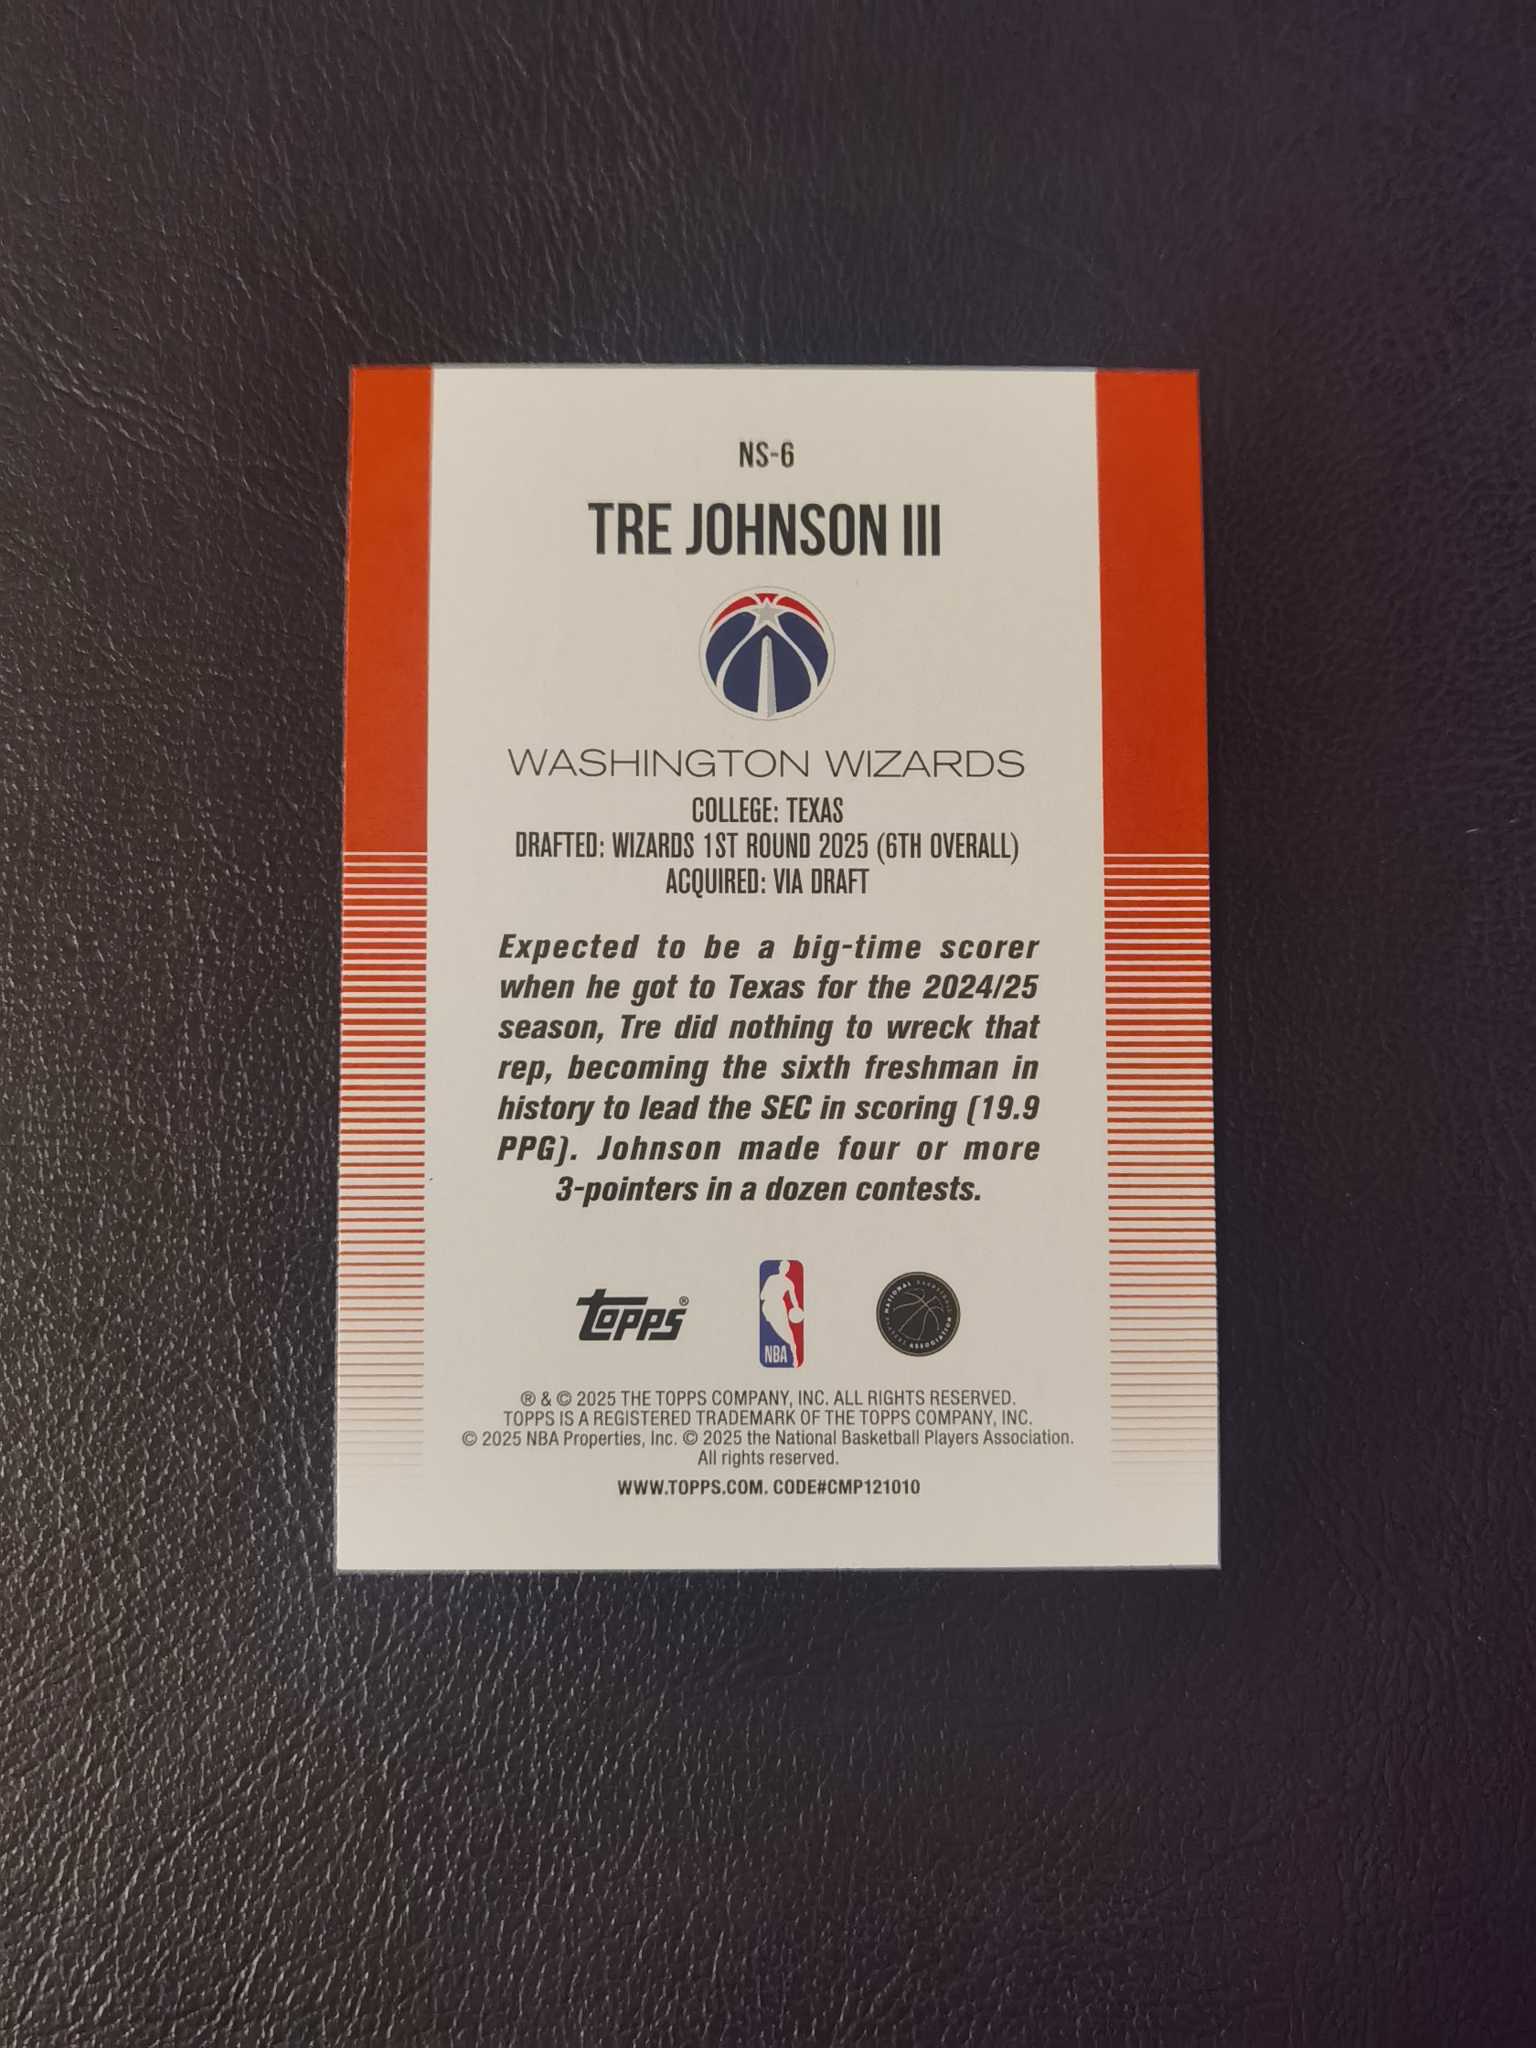 NS-6
TRE JOHNSON III
WASHINGTON WIZARDS
COLLEGE: TEXAS
DRAFTED: WIZARDS 1ST ROUND 2025 (6TH OVERALL)
ACQUIRED: VIA DRAFT
Expected to be a big-time scorer
when he got to Texas for the 2024/25
season, Tre did nothing to wreck that
rep, becoming the sixth freshman in
history to lead the SEC in scoring (19.9
PPG). Johnson made four or more
3-pointers in a dozen contests.
topps®
NBA
NATIONAL BASKETBALL ASSOCIATION
® & © 2025 THE TOPPS COMPANY, INC. ALL RIGHTS RESERVED.
TOPPS IS A REGISTERED TRADEMARK OF THE TOPPS COMPANY, INC.
© 2025 NBA Properties, Inc. © 2025 the National Basketball Players Association.
All rights reserved.
WWW.TOPPS.COM. CODE#CMP121010